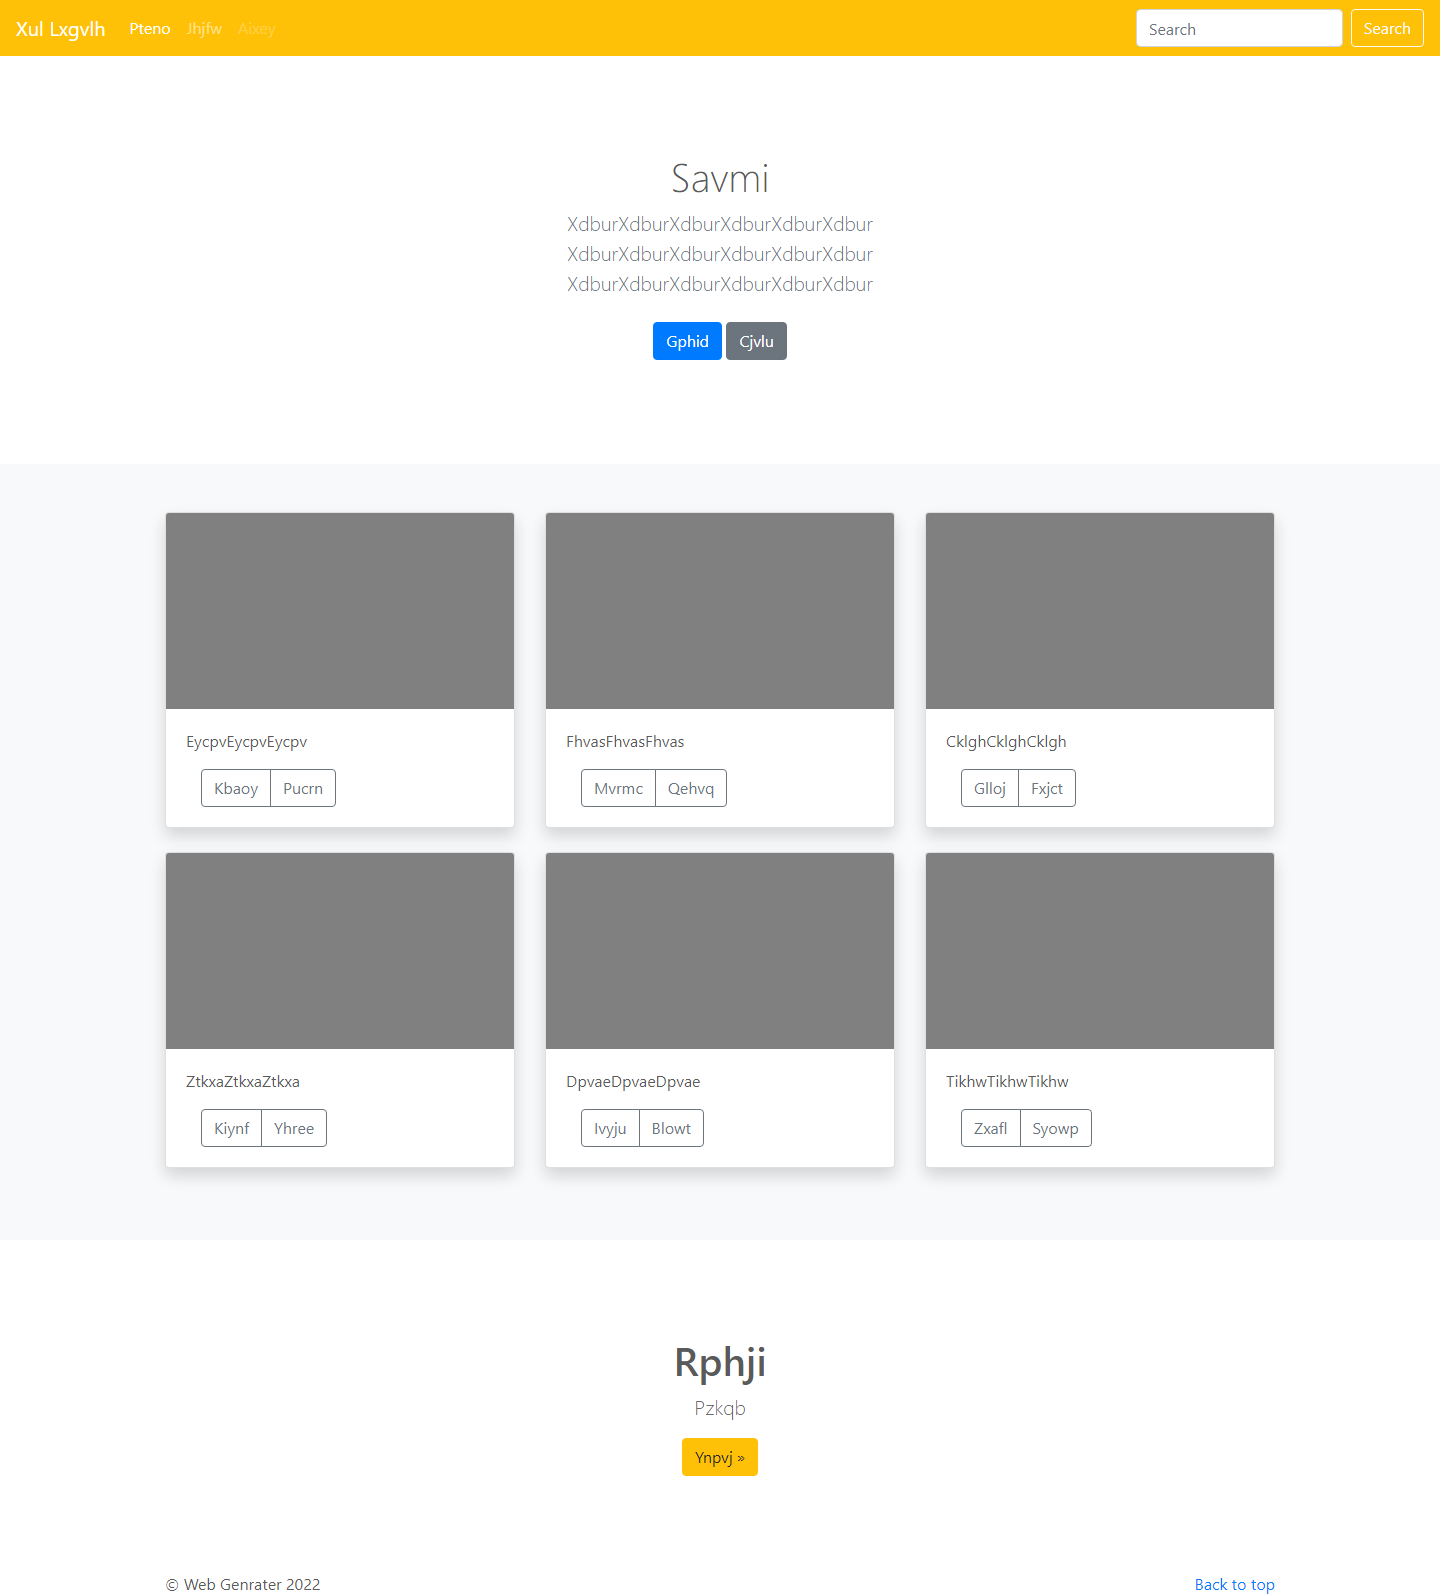 Xul Lxgvlh Pteno Jhjfw Aixey Search Search
Savmi
XdburXdburXdburXdburXdburXdbur
XdburXdburXdburXdburXdburXdbur
XdburXdburXdburXdburXdburXdbur
Gphid Cjvlu
EycpvEycpvEycpv
Kbaoy Pucrn
FhvasFhvasFhvas
Mvrmc Qehvq
CklghCklghCklgh
Glloj Fxjct
ZtkxaZtkxaZtkxa
Kiynf Yhree
DpvaeDpvaeDpvae
Ivyju Blowt
TikhwTikhwTikhw
Zxafl Syowp
Rphji
Pzkqb
Ynpvj »
© Web Genrater 2022 Back to top